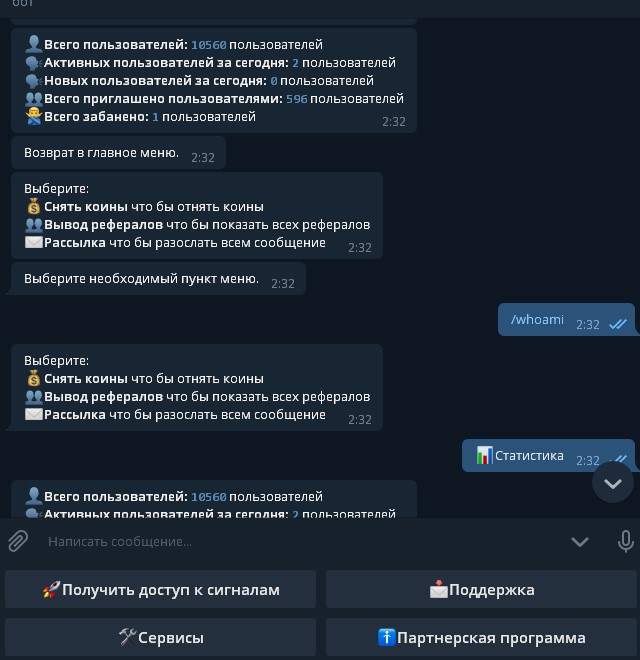 бот
👤Всего пользователей: 10560 пользователей
🗣Активных пользователей за сегодня: 2 пользователей
🗣Новых пользователей за сегодня: 0 пользователей
👥Всего приглашено пользователями: 596 пользователей
🙅‍♂️Всего забанено: 1 пользователей
2:32
Возврат в главное меню. 2:32
Выберите:
💰Снять коины что бы отнять коины
👥Вывод рефералов что бы показать всех рефералов
✉️Рассылка что бы разослать всем сообщение 2:32
Выберите необходимый пункт меню. 2:32
/whoami 2:32
Выберите:
💰Снять коины что бы отнять коины
👥Вывод рефералов что бы показать всех рефералов
✉️Рассылка что бы разослать всем сообщение 2:32
📊Статистика 2:32
👤Всего пользователей: 10560 пользователей
🗣Активных пользователей за сегодня: 2 пользователей
Написать сообщение...
🚀Получить доступ к сигналам
📩Поддержка
🛠Сервисы
🚹Партнерская программа